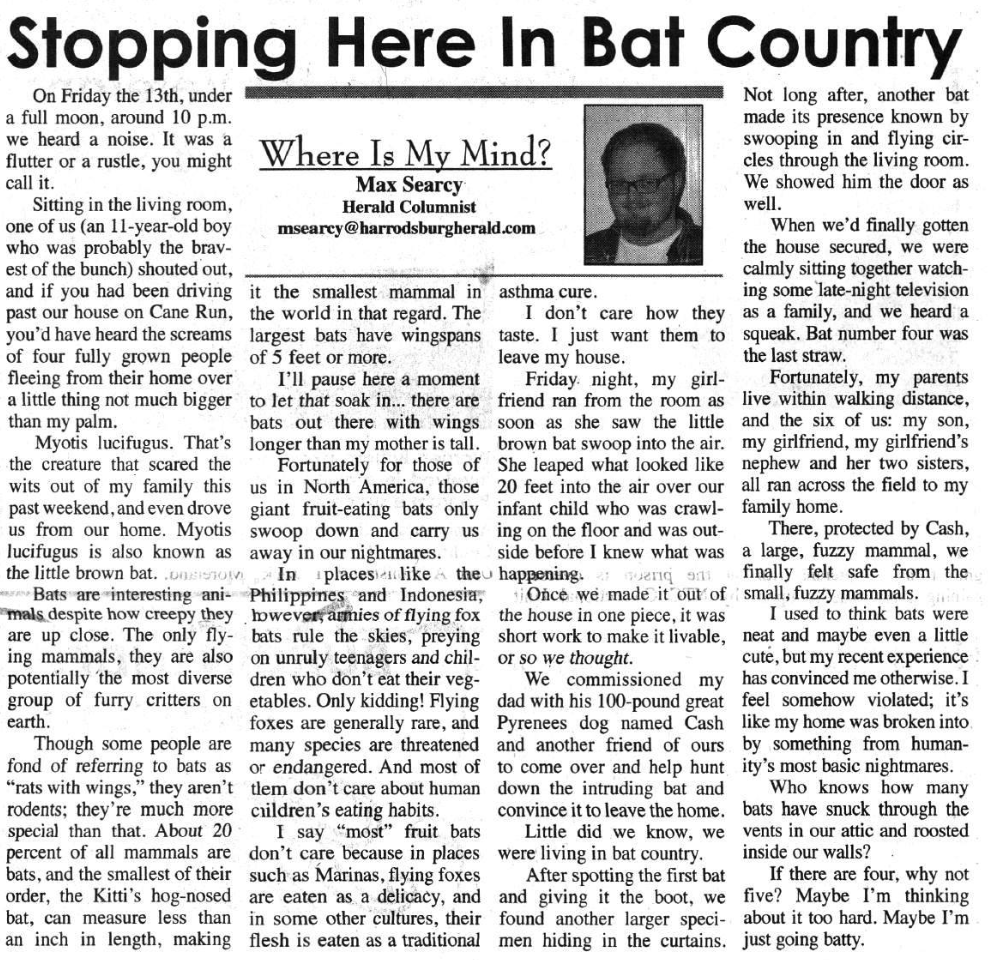 Stopping Here In Bat Country
On Friday the 13th, under
a full moon, around 10 p.m.
we heard a noise. It was a
flutter or a rustle, you might
call it.
Sitting in the living room,
one of us (an 11-year-old boy
who was probably the brav-
est of the bunch) shouted out,
and if you had been driving
past our house on Cane Run,
you'd have heard the screams
of four fully grown people
fleeing from their home over
a little thing not much bigger
than my palm.
Myotis lucifugus. That's
the creature that scared the
wits out of my family this
past weekend, and even drove
us from our home. Myotis
lucifugus is also known as
the little brown bat.
Bats are interesting ani-
mals despite how creepy they
are up close. The only fly-
ing mammals, they are also
potentially the most diverse
group of furry critters on
earth.
Though some people are
fond of referring to bats as
"rats with wings," they aren't
rodents; they're much more
special than that. About 20
percent of all mammals are
bats, and the smallest of their
order, the Kitti's hog-nosed
bat, can measure less than
an inch in length, making
Where Is My Mind?
Max Searcy
Herald Columnist
msearcy@harrodsburgherald.com
it the smallest mammal in
the world in that regard. The
largest bats have wingspans
of 5 feet or more.
I'll pause here a moment
to let that soak in... there are
bats out there with wings
longer than my mother is tall.
Fortunately for those of
us in North America, those
giant fruit-eating bats only
swoop down and carry us
away in our nightmares.
In places like the
Philippines and Indonesia,
however, armies of flying fox
bats rule the skies, preying
on unruly teenagers and chil-
dren who don't eat their veg-
etables. Only kidding! Flying
foxes are generally rare, and
many species are threatened
or endangered. And most of
them don't care about human
children's eating habits.
I say "most" fruit bats
don't care because in places
such as Marinas, flying foxes
are eaten as a delicacy, and
in some other cultures, their
flesh is eaten as a traditional
asthma cure.
I don't care how they
taste. I just want them to
leave my house.
Friday night, my girl-
friend ran from the room as
soon as she saw the little
brown bat swoop into the air.
She leaped what looked like
20 feet into the air over our
infant child who was crawl-
ing on the floor and was out-
side before I knew what was
happening.
Once we made it out of
the house in one piece, it was
short work to make it livable,
or so we thought.
We commissioned my
dad with his 100-pound great
Pyrenees dog named Cash
and another friend of ours
to come over and help hunt
down the intruding bat and
convince it to leave the home.
Little did we know, we
were living in bat country.
After spotting the first bat
and giving it the boot, we
found another larger speci-
men hiding in the curtains.
Not long after, another bat
made its presence known by
swooping in and flying cir-
cles through the living room.
We showed him the door as
well.
When we'd finally gotten
the house secured, we were
calmly sitting together watch-
ing some late-night television
as a family, and we heard a
squeak. Bat number four was
the last straw.
Fortunately, my parents
live within walking distance,
and the six of us: my son,
my girlfriend, my girlfriend's
nephew and her two sisters,
all ran across the field to my
family home.
There, protected by Cash,
a large, fuzzy mammal, we
finally felt safe from the
small, fuzzy mammals.
I used to think bats were
neat and maybe even a little
cute, but my recent experience
has convinced me otherwise. I
feel somehow violated; it's
like my home was broken into
by something from human-
ity's most basic nightmares.
Who knows how many
bats have snuck through the
vents in our attic and roosted
inside our walls?
If there are four, why not
five? Maybe I'm thinking
about it too hard. Maybe I'm
just going batty.